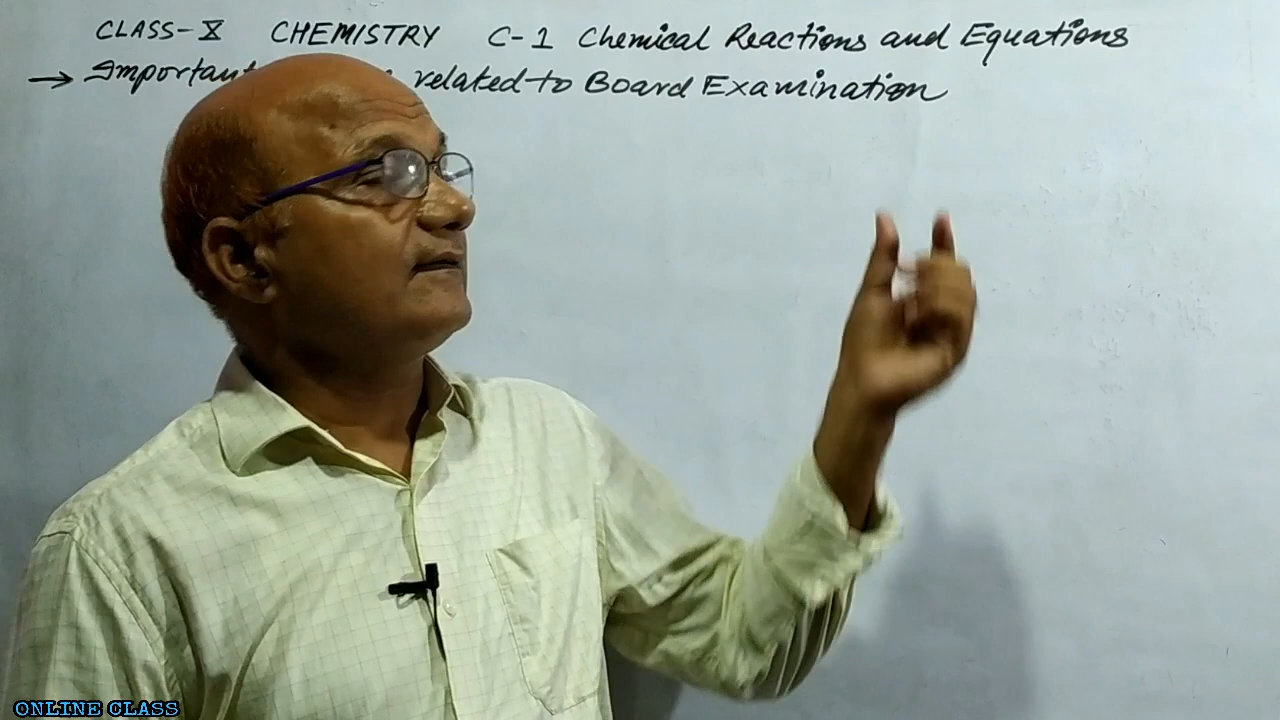 CLASS-X CHEMISTRY C-1 Chemical Reactions and Equations
→ Important related to Board Examination
ONLINE CLASS